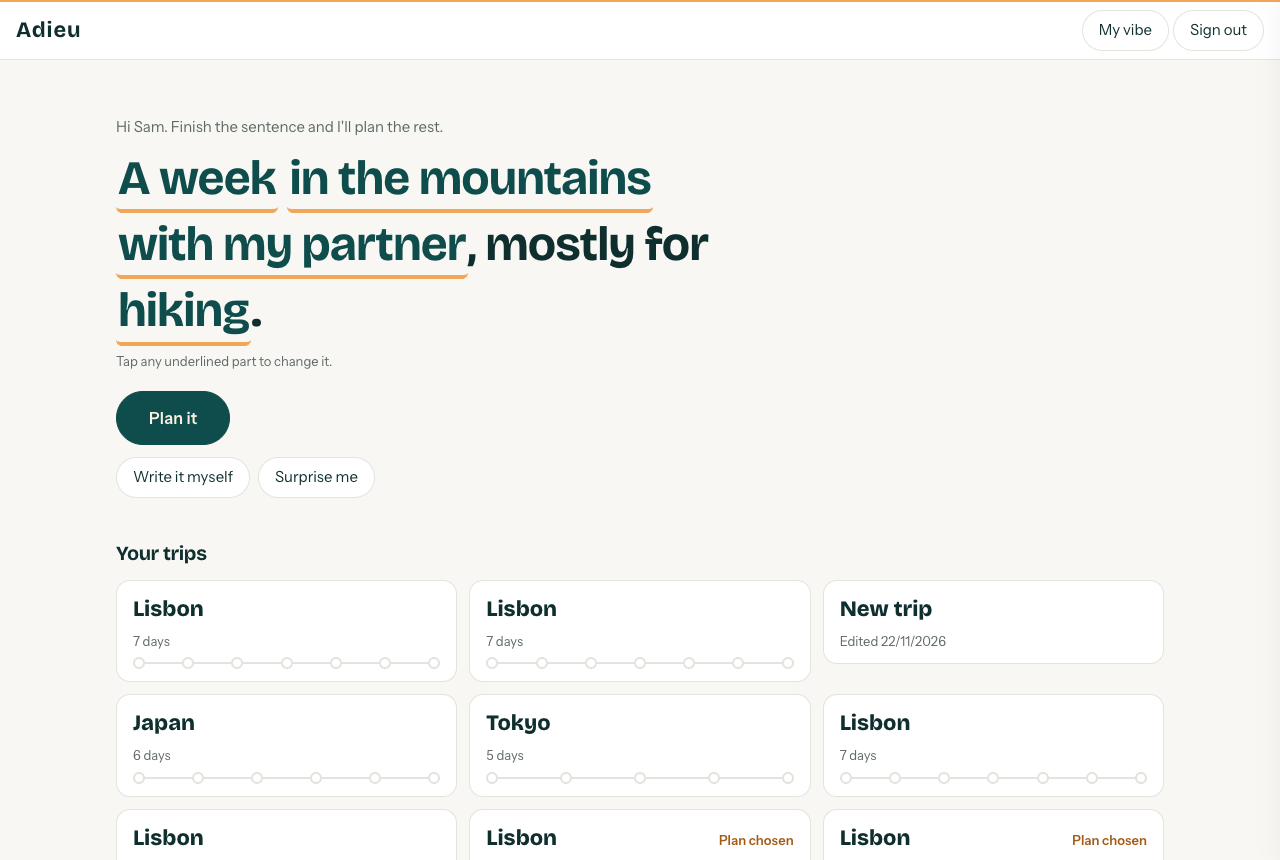 Adieu
My vibe
Sign out
Hi Sam. Finish the sentence and I'll plan the rest.
A week in the mountains
with my partner, mostly for
hiking.
Tap any underlined part to change it.
Plan it
Write it myself
Surprise me
Your trips
Lisbon
7 days
Lisbon
7 days
New trip
Edited 22/11/2026
Japan
6 days
Tokyo
5 days
Lisbon
7 days
Lisbon
Lisbon
Plan chosen
Lisbon
Plan chosen